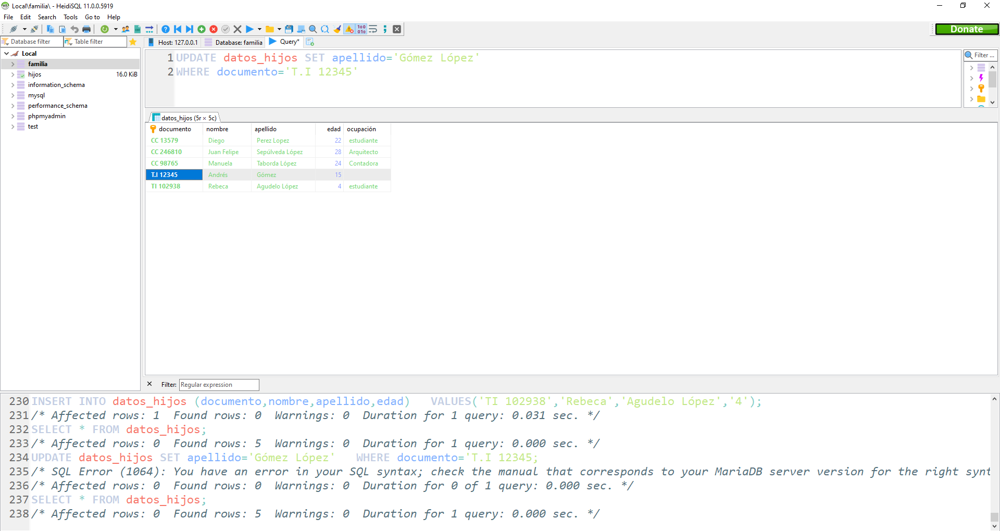 Local\familia\ - HeidiSQL 11.0.0.5919
File Edit Search Tools Go to Help
Donate
Database filter Table filter
Host: 127.0.0.1 Database: familia Query*
Local
familia
hijos 16.0 KiB
information_schema
mysql
performance_schema
phpmyadmin
test
1 UPDATE datos_hijos SET apellido='Gómez López'
2 WHERE documento='T.I 12345'
Filter ...
datos_hijos (5r × 5c)
documento nombre apellido edad ocupación
CC 13579 Diego Perez Lopez 22 estudiante
CC 246810 Juan Felipe Sepúlveda López 28 Arquitecto
CC 98765 Manuela Taborda López 24 Contadora
T.I 12345 Andrés Gómez 15
TI 102938 Rebeca Agudelo López 4 estudiante
Filter: Regular expression
230 INSERT INTO datos_hijos (documento,nombre,apellido,edad) VALUES('TI 102938','Rebeca','Agudelo López','4');
231 /* Affected rows: 1 Found rows: 0 Warnings: 0 Duration for 1 query: 0.031 sec. */
232 SELECT * FROM datos_hijos;
233 /* Affected rows: 0 Found rows: 5 Warnings: 0 Duration for 1 query: 0.000 sec. */
234 UPDATE datos_hijos SET apellido='Gómez López' WHERE documento='T.I 12345;
235 /* SQL Error (1064): You have an error in your SQL syntax; check the manual that corresponds to your MariaDB server version for the right synt
236 /* Affected rows: 0 Found rows: 0 Warnings: 0 Duration for 0 of 1 query: 0.000 sec. */
237 SELECT * FROM datos_hijos;
238 /* Affected rows: 0 Found rows: 5 Warnings: 0 Duration for 1 query: 0.000 sec. */